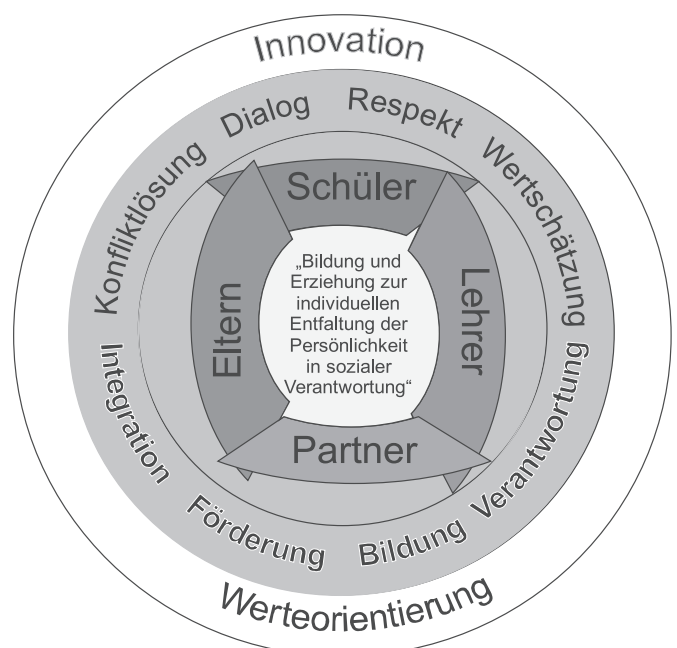 Innovation
Dialog
Respekt
Wertschätzung
Konfliktlösung
Schüler
Eltern
Lehrer
„Bildung und
Erziehung zur
individuellen
Entfaltung der
Persönlichkeit
in sozialer
Verantwortung“
Partner
Integration
Förderung
Bildung
Verantwortung
Werteorientierung